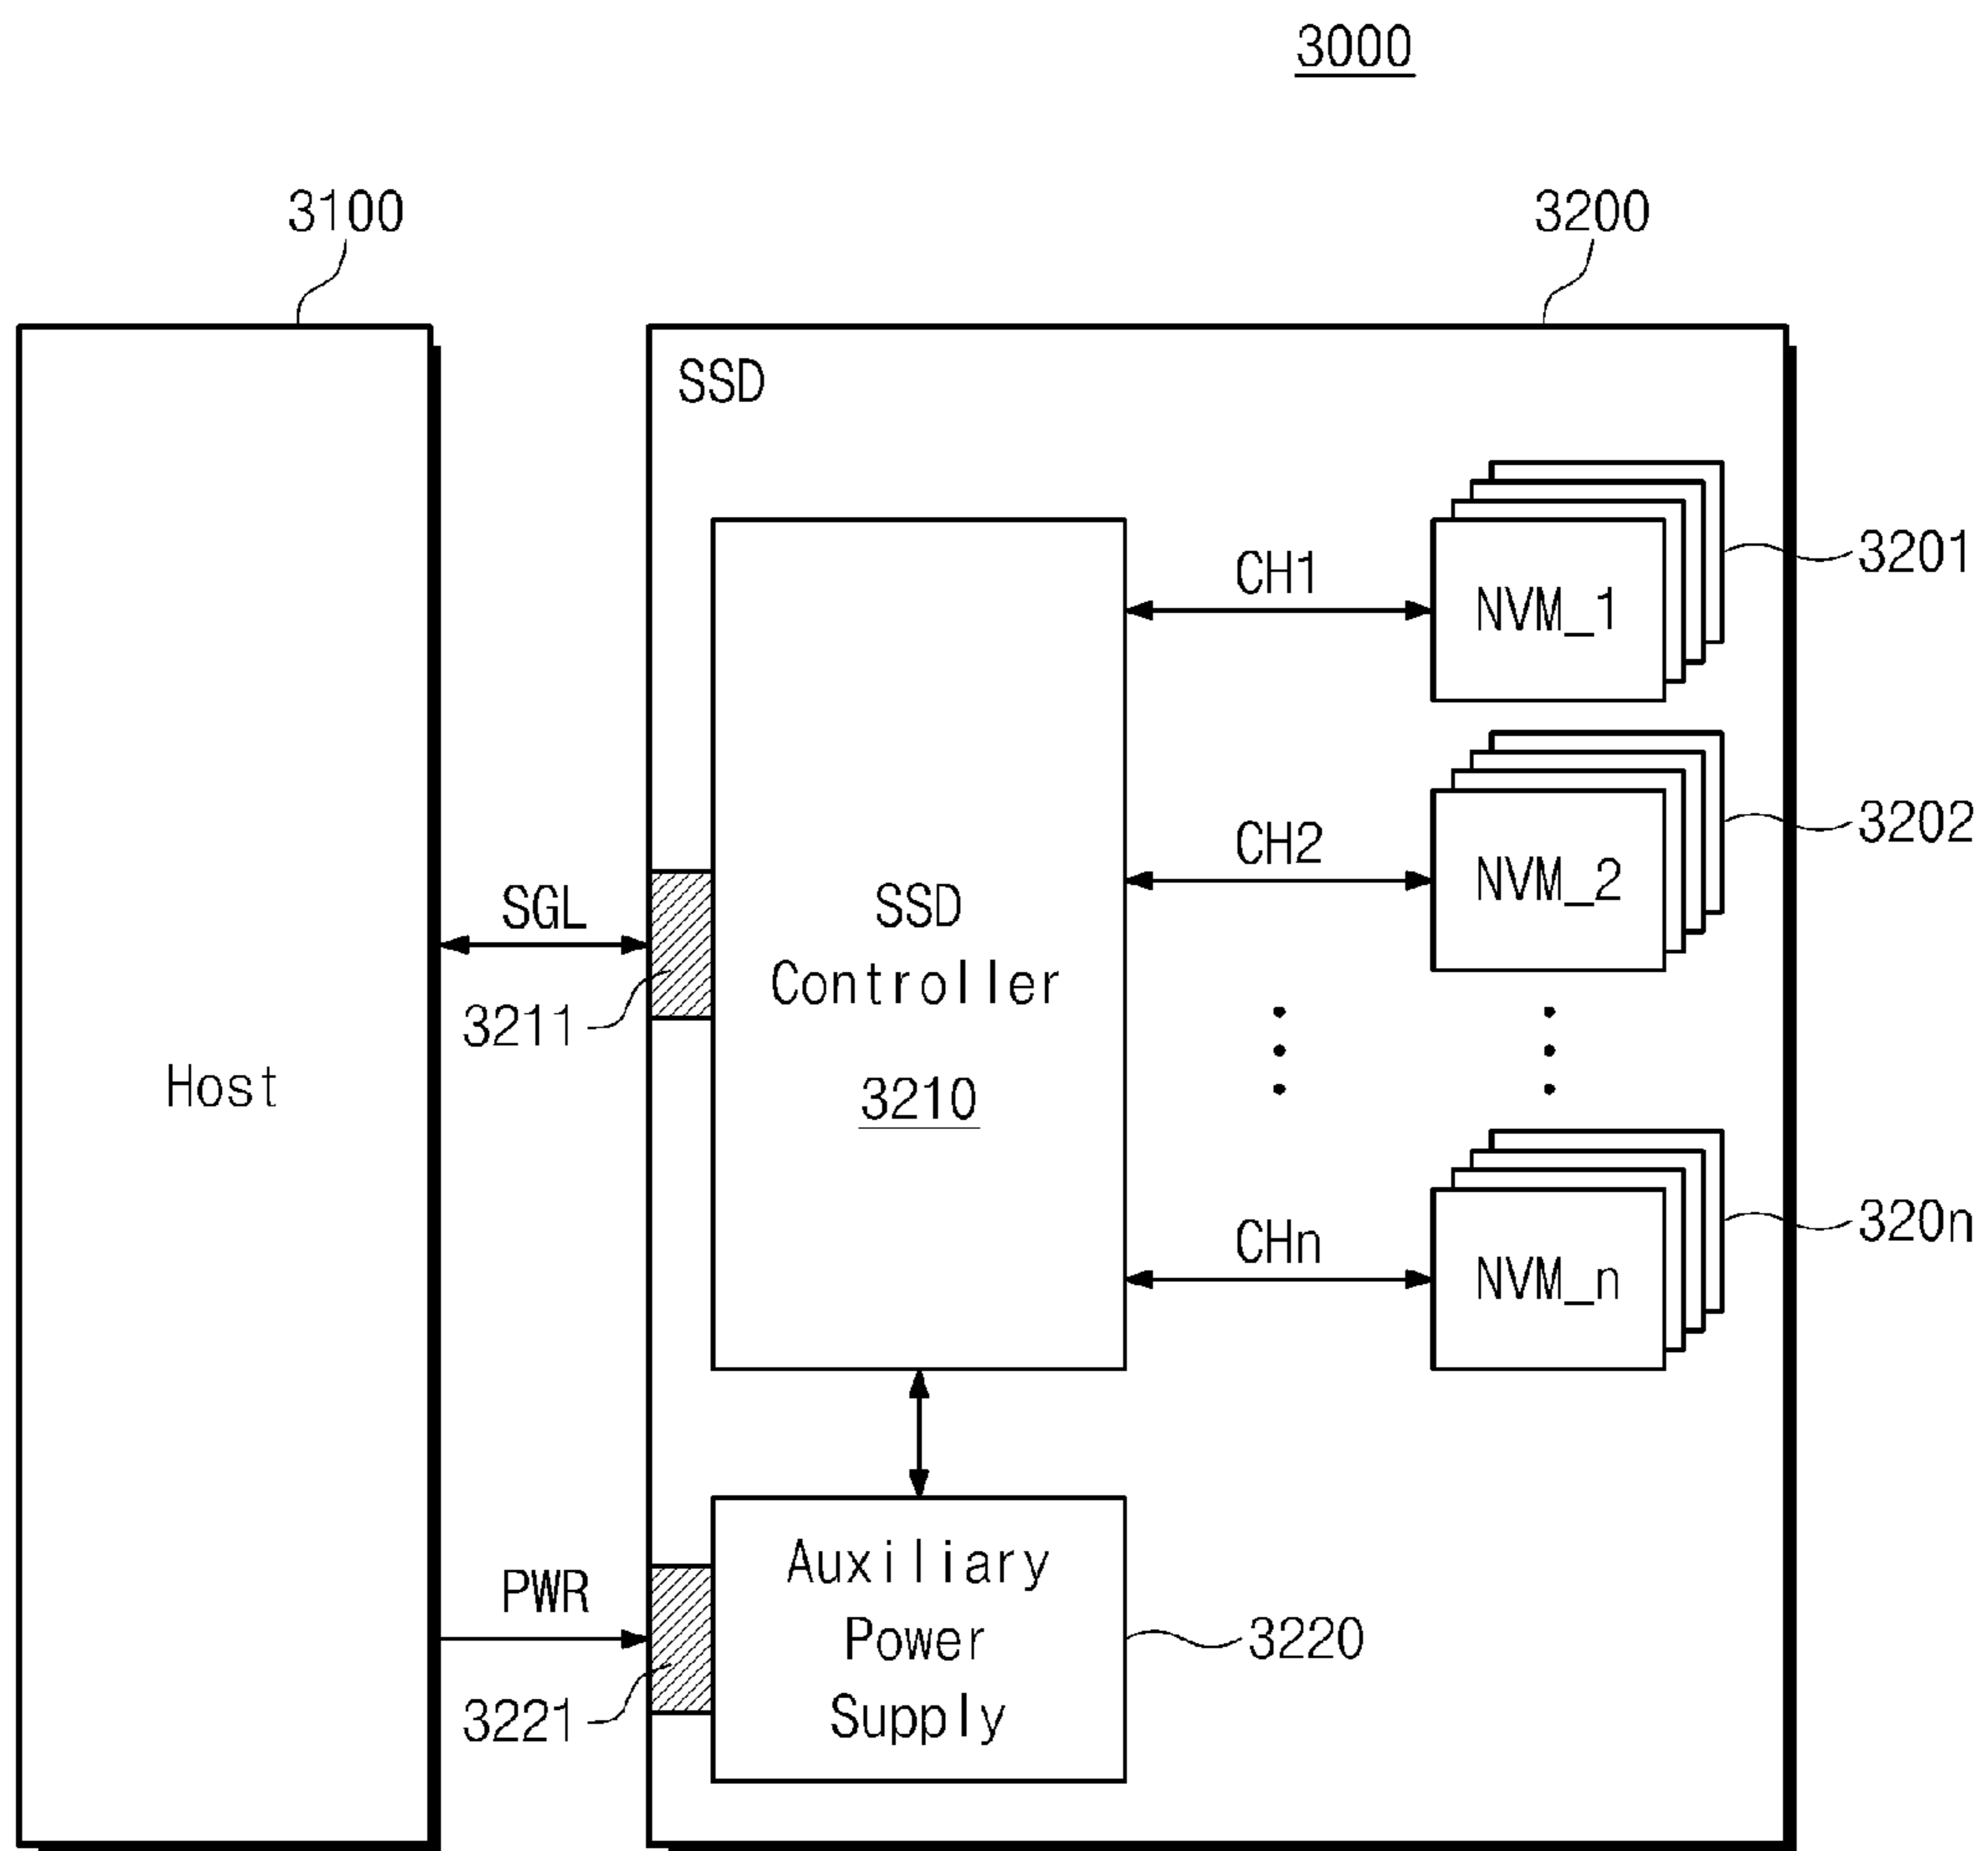 3000
3100
3200
SSD
CH1
NVM_1
3201
CH2
NVM_2
3202
SGL
SSD
Controller
3210
3211
Host
CHn
NVM_n
320n
PWR
Auxiliary
Power
Supply
3220
3221